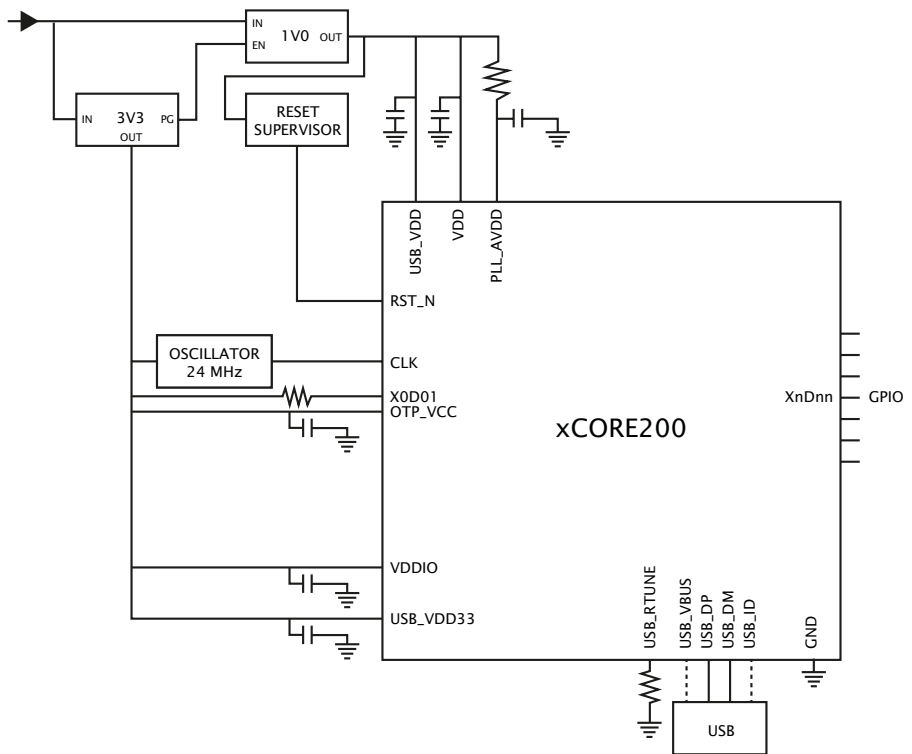 IN
1V0
OUT
EN
IN
3V3
PG
OUT
RESET
SUPERVISOR
USB_VDD
VDD
PLL_AVDD
RST_N
OSCILLATOR
24 MHz
CLK
X0D01
OTP_VCC
XnDnn
GPIO
xCORE200
VDDIO
USB_VDD33
USB_RTUNE
USB_VBUS
USB_DP
USB_DM
USB_ID
GND
USB